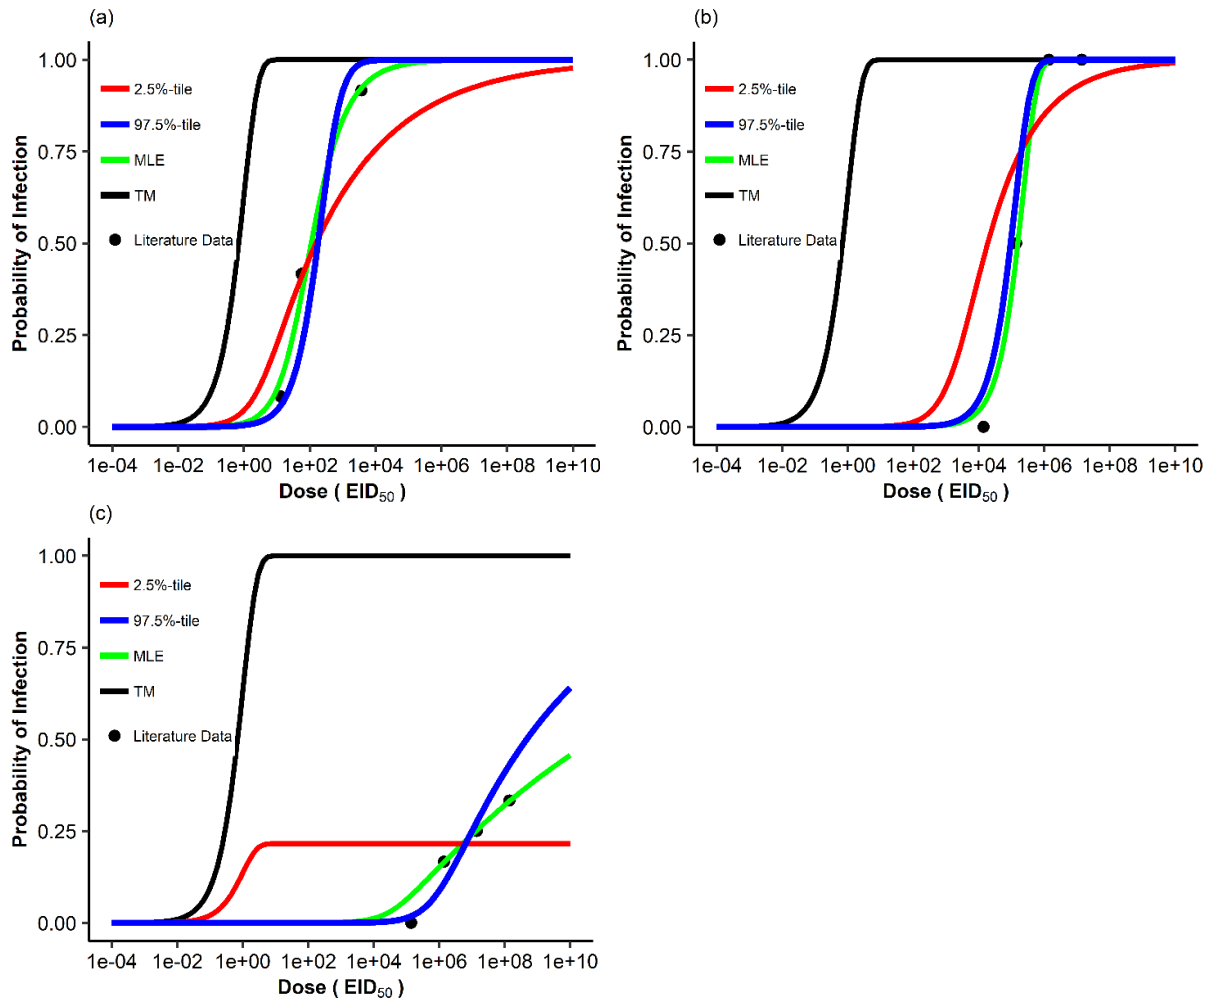 (a)
Probability of Infection
1.00
0.75
0.50
0.25
0.00
2.5%-tile
97.5%-tile
MLE
TM
Literature Data
1e-04 1e-02 1e+00 1e+02 1e+04 1e+06 1e+08 1e+10
Dose ( EID50 )
(b)
Probability of Infection
1.00
0.75
0.50
0.25
0.00
2.5%-tile
97.5%-tile
MLE
TM
Literature Data
1e-04 1e-02 1e+00 1e+02 1e+04 1e+06 1e+08 1e+10
Dose ( EID50 )
(c)
Probability of Infection
1.00
0.75
0.50
0.25
0.00
2.5%-tile
97.5%-tile
MLE
TM
Literature Data
1e-04 1e-02 1e+00 1e+02 1e+04 1e+06 1e+08 1e+10
Dose ( EID50 )